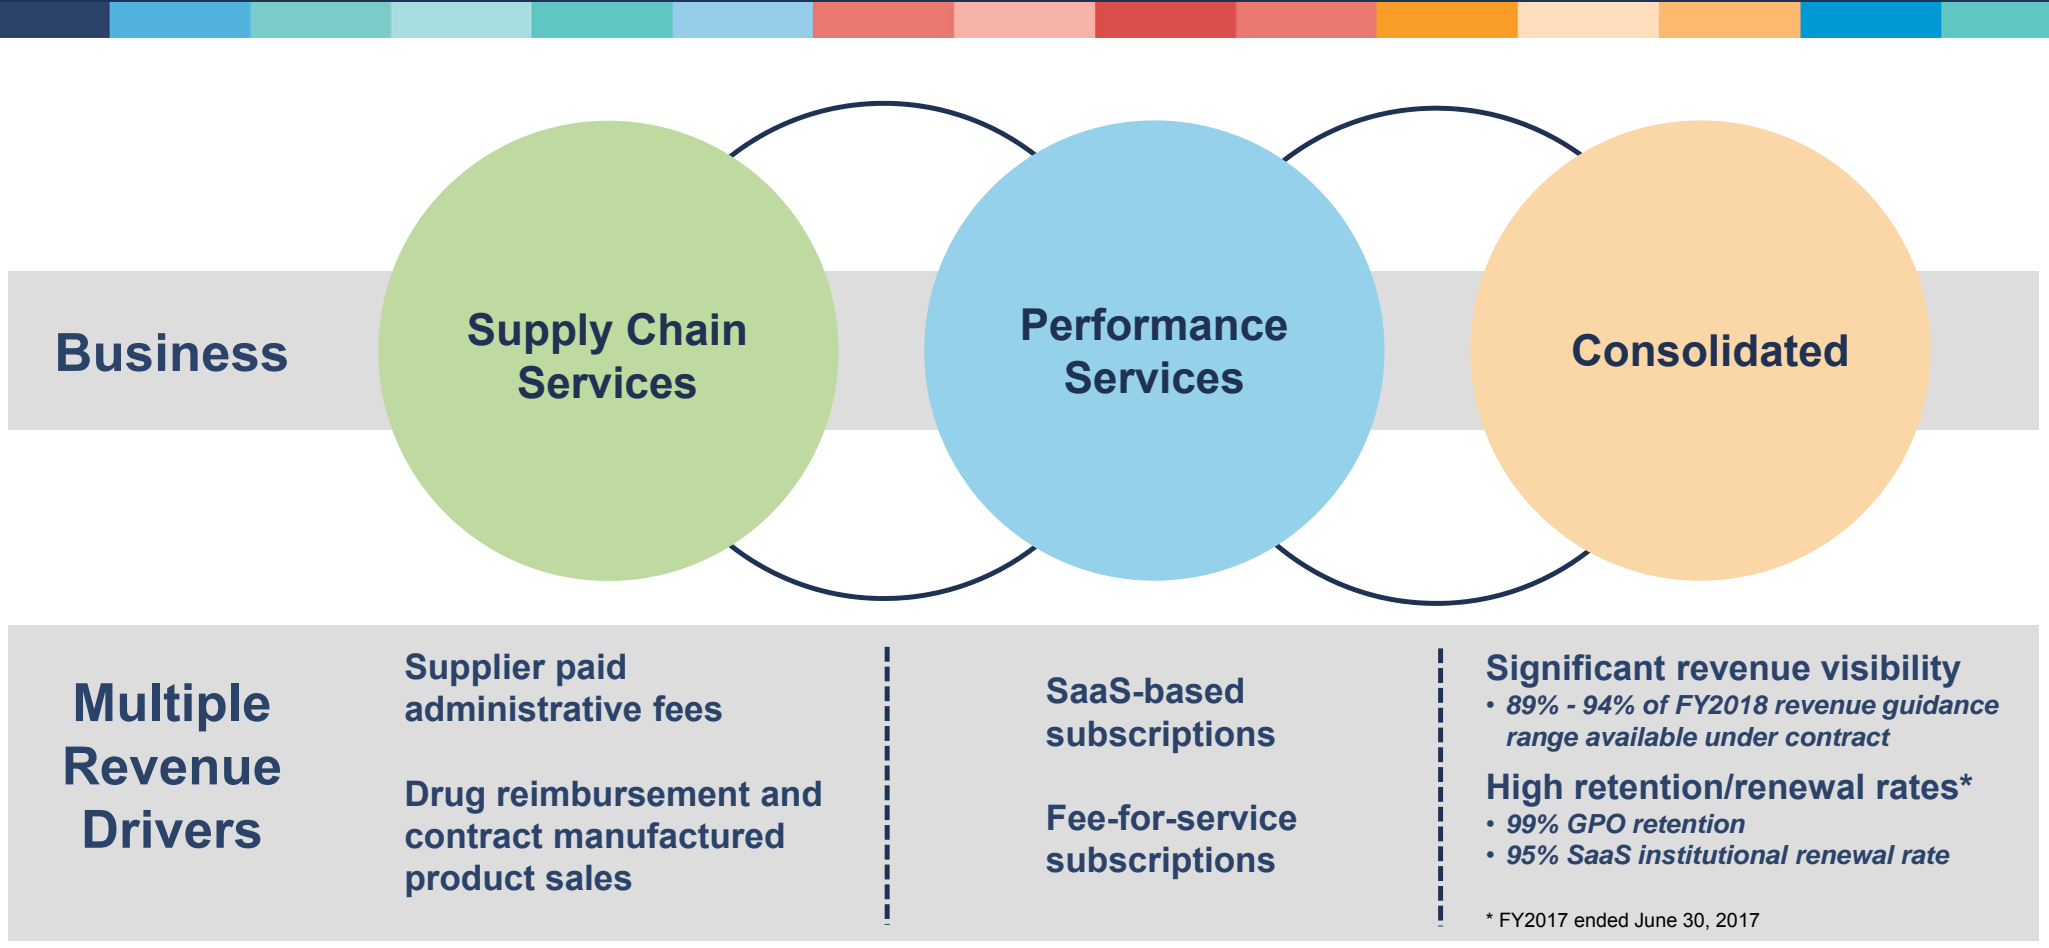 Business
Supply Chain
Services
Performance
Services
Consolidated
Multiple
Revenue
Drivers
Supplier paid
administrative fees
Drug reimbursement and
contract manufactured
product sales
SaaS-based
subscriptions
Fee-for-service
subscriptions
Significant revenue visibility
• 89% - 94% of FY2018 revenue guidance
range available under contract
High retention/renewal rates*
• 99% GPO retention
• 95% SaaS institutional renewal rate
* FY2017 ended June 30, 2017